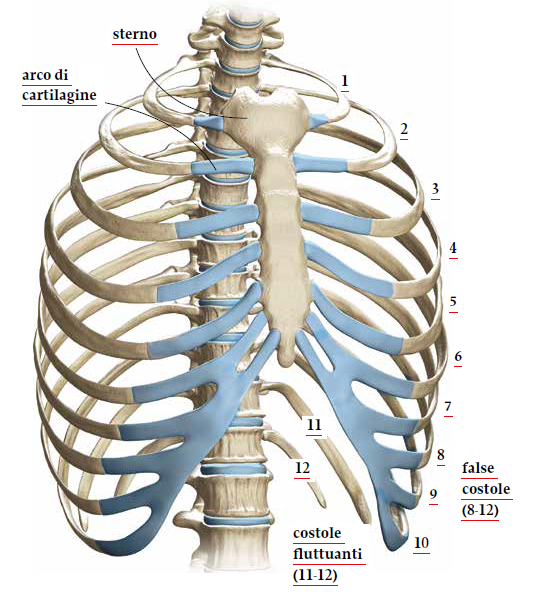 sterno
arco di
cartilagine
1
2
3
4
5
6
7
8
9
10
11
12
false
costole
(8-12)
costole
fluttuanti
(11-12)